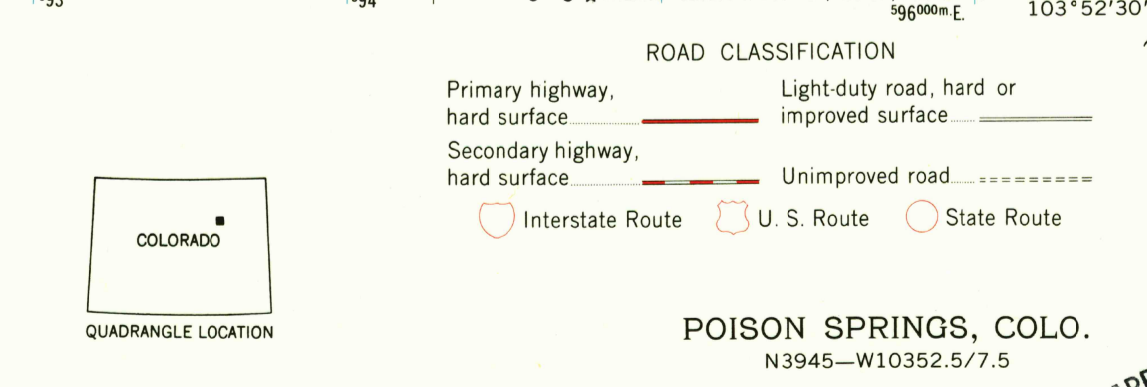 ⁵96⁰⁰⁰m.E.
103°52'30"
ROAD CLASSIFICATION
Primary highway,
hard surface
Light-duty road, hard or
improved surface
Secondary highway,
hard surface
Unimproved road
Interstate Route
U. S. Route
State Route
COLORADO
QUADRANGLE LOCATION
POISON SPRINGS, COLO.
N3945—W10352.5/7.5